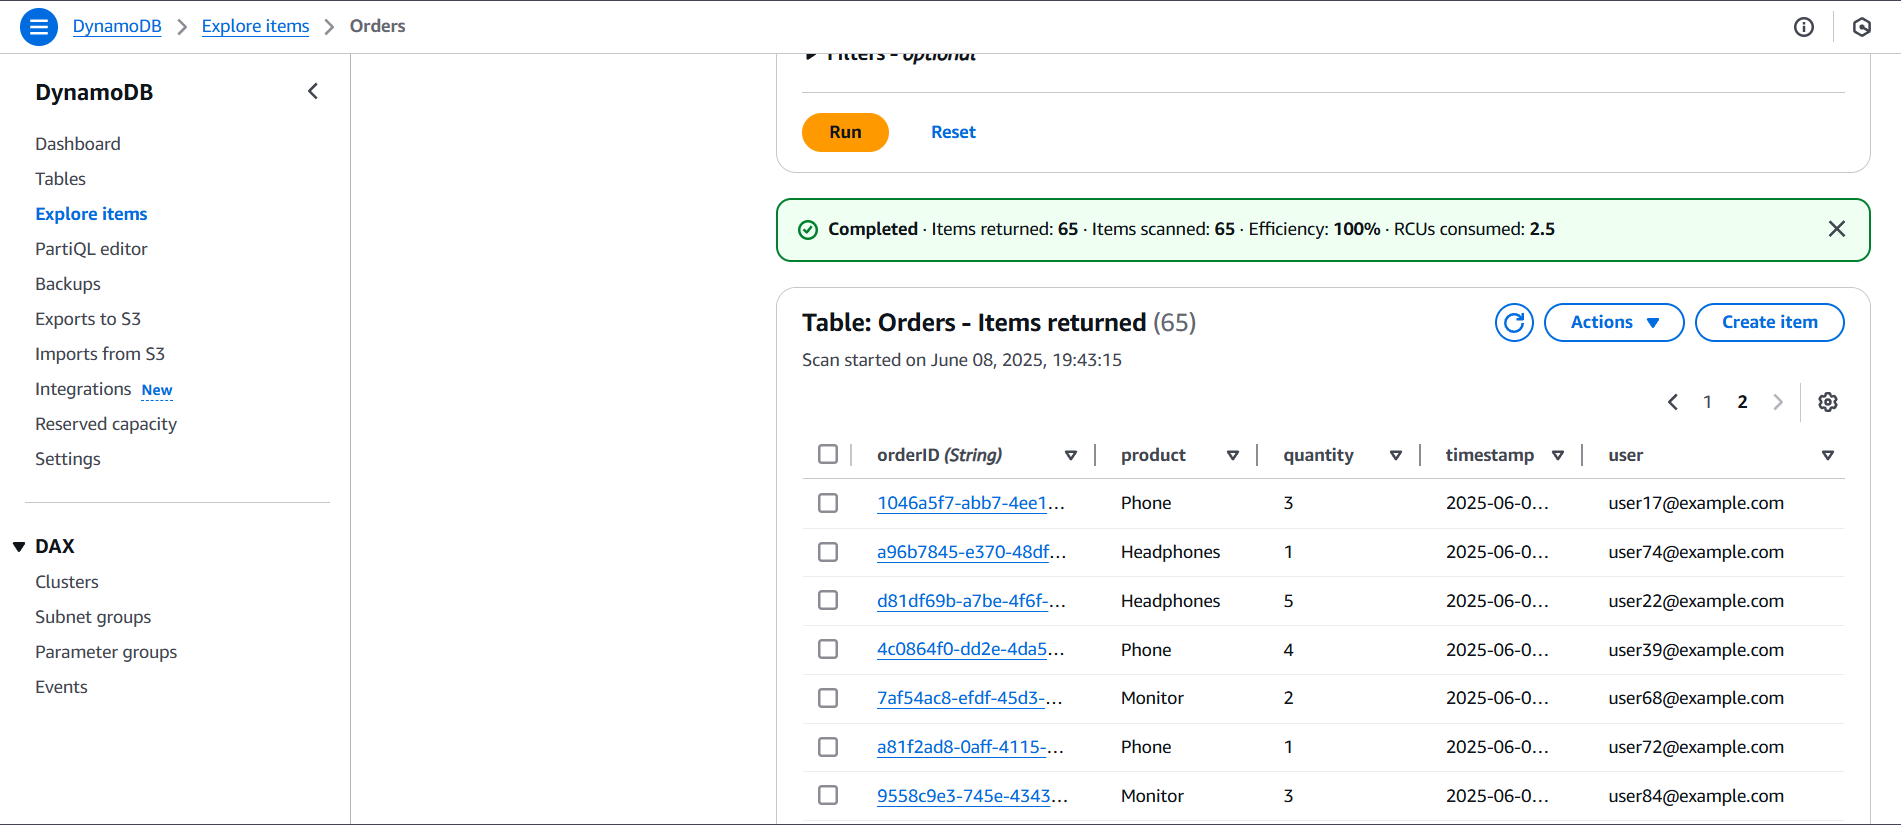 DynamoDB > Explore items > Orders
DynamoDB
Dashboard
Tables
Explore items
PartiQL editor
Backups
Exports to S3
Imports from S3
Integrations New
Reserved capacity
Settings
DAX
Clusters
Subnet groups
Parameter groups
Events
Filters - optional
Run Reset
Completed · Items returned: 65 · Items scanned: 65 · Efficiency: 100% · RCUs consumed: 2.5
Table: Orders - Items returned (65)
Actions Create item
Scan started on June 08, 2025, 19:43:15
1 2
orderID (String) product quantity timestamp user
1046a5f7-abb7-4ee1... Phone 3 2025-06-0... user17@example.com
a96b7845-e370-48df... Headphones 1 2025-06-0... user74@example.com
d81df69b-a7be-4f6f-... Headphones 5 2025-06-0... user22@example.com
4c0864f0-dd2e-4da5... Phone 4 2025-06-0... user39@example.com
7af54ac8-efdf-45d3-... Monitor 2 2025-06-0... user68@example.com
a81f2ad8-0aff-4115-... Phone 1 2025-06-0... user72@example.com
9558c9e3-745e-4343... Monitor 3 2025-06-0... user84@example.com